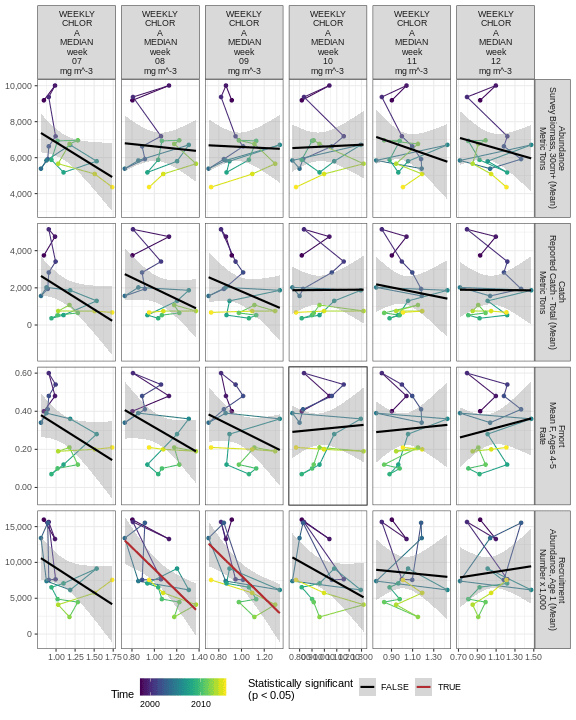 WEEKLY CHLOR A MEDIAN week 07 mg m^-3
WEEKLY CHLOR A MEDIAN week 08 mg m^-3
WEEKLY CHLOR A MEDIAN week 09 mg m^-3
WEEKLY CHLOR A MEDIAN week 10 mg m^-3
WEEKLY CHLOR A MEDIAN week 11 mg m^-3
WEEKLY CHLOR A MEDIAN week 12 mg m^-3
10,000
8,000
6,000
4,000
Abundance
Survey Biomass, 30cm+ (Mean)
Metric Tons
4,000
2,000
0
Catch
Reported Catch - Total (Mean)
Metric Tons
0.60
0.40
0.20
0.00
Fmort
Mean F, Ages 4-5
Rate
15,000
10,000
5,000
0
Recruitment
Abundance, Age 1 (Mean)
Number x 1,000
1.00 1.25 1.50 1.75
0.80 1.00 1.20 1.40
0.80 1.00 1.20
0.90 1.10 1.30
0.70 0.90 1.10 1.30 1.50
Time
2000 2010
Statistically significant
(p < 0.05)
FALSE
TRUE